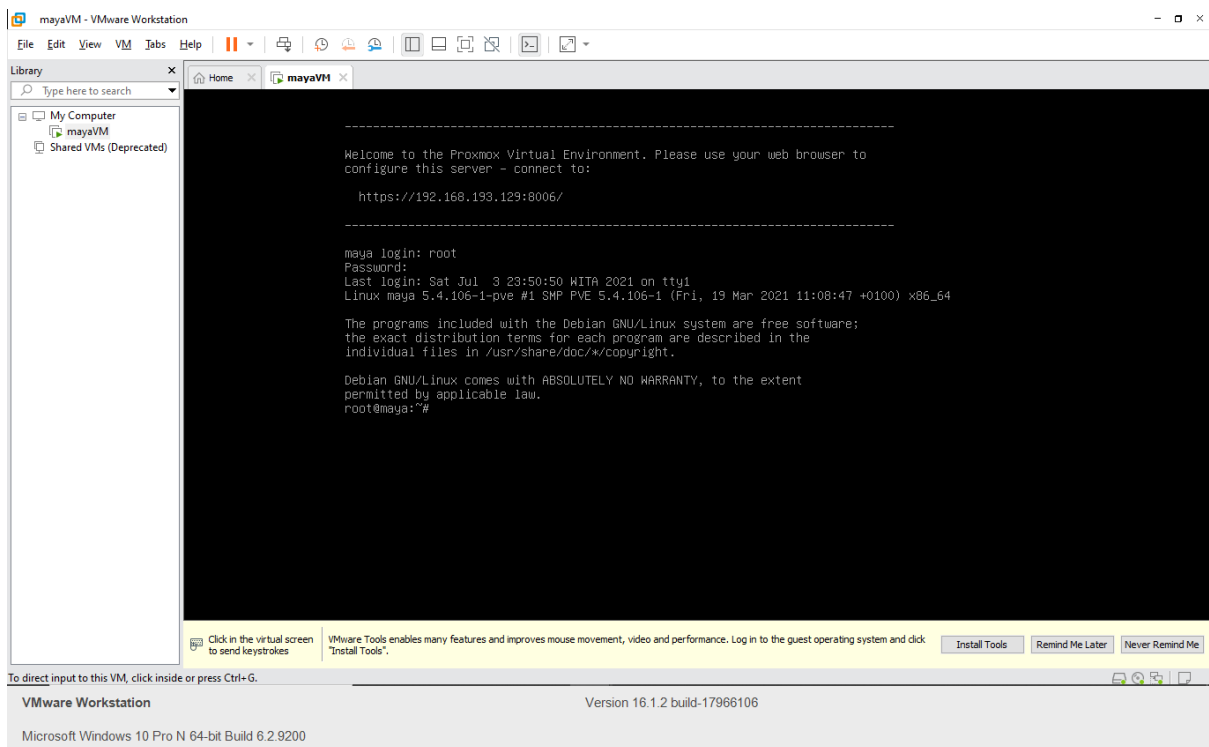 mayaVM - VMware Workstation
File Edit View VM Tabs Help
Library
Type here to search
My Computer
mayaVM
Shared VMs (Deprecated)
Home
mayaVM
--------------------------------------------------------------------------------
Welcome to the Proxmox Virtual Environment. Please use your web browser to
configure this server - connect to:
https://192.168.193.129:8006/
--------------------------------------------------------------------------------
maya login: root
Password:
Last login: Sat Jul  3 23:50:50 WITA 2021 on tty1
Linux maya 5.4.106-1-pve #1 SMP PVE 5.4.106-1 (Fri, 19 Mar 2021 11:08:47 +0100) x86_64
The programs included with the Debian GNU/Linux system are free software;
the exact distribution terms for each program are described in the
individual files in /usr/share/doc/*/copyright.
Debian GNU/Linux comes with ABSOLUTELY NO WARRANTY, to the extent
permitted by applicable law.
root@maya:~#
Click in the virtual screen
to send keystrokes
VMware Tools enables many features and improves mouse movement, video and performance. Log in to the guest operating system and click
"Install Tools".
Install Tools
Remind Me Later
Never Remind Me
To direct input to this VM, click inside or press Ctrl+G.
VMware Workstation
Version 16.1.2 build-17966106
Microsoft Windows 10 Pro N 64-bit Build 6.2.9200